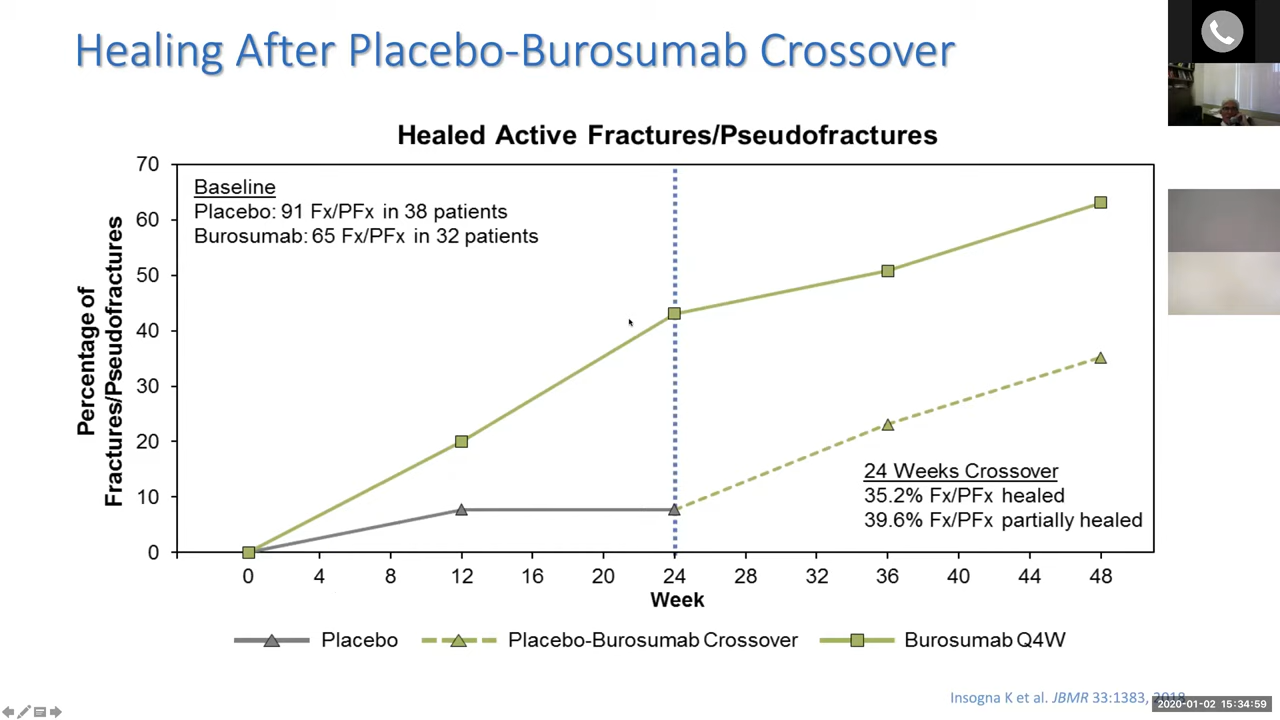 Healing After Placebo-Burosumab Crossover
Healed Active Fractures/Pseudofractures
Percentage of
Fractures/Pseudofractures
70
60
50
40
30
20
10
0
Baseline
Placebo: 91 Fx/PFx in 38 patients
Burosumab: 65 Fx/PFx in 32 patients
24 Weeks Crossover
35.2% Fx/PFx healed
39.6% Fx/PFx partially healed
0 4 8 12 16 20 24 28 32 36 40 44 48
Week
Placebo Placebo-Burosumab Crossover Burosumab Q4W
Insogna K et al. JBMR 33:1383, 2018
2020-01-02 15:34:59